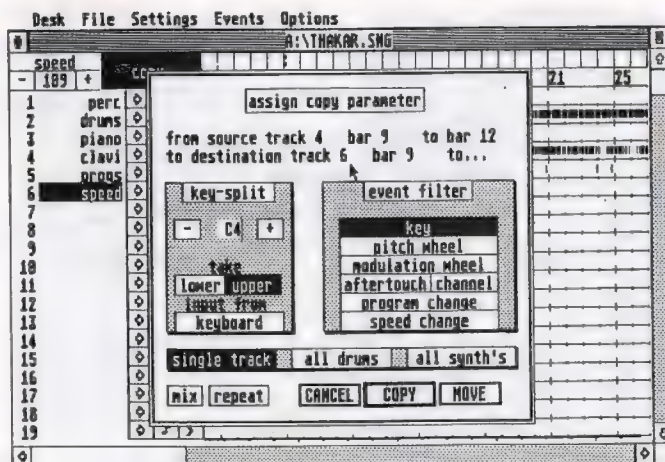 Desk File Settings Events Options
A:\THAKAR.SNG
speed
- 109 +
copy
21 25
1 perc
2 drums
3 piano
4 clavi
5 progs
6 speed
7
8
9
10
11
12
13
14
15
16
17
18
19
assign copy parameter
from source track 4 bar 9 to bar 12
to destination track 6 bar 9 to...
key-split
- C4 +
take
lower upper
input from
keyboard
event filter
key
pitch wheel
modulation wheel
aftertouch channel
program change
speed change
single track all drums all synth's
mix repeat CANCEL COPY MOVE